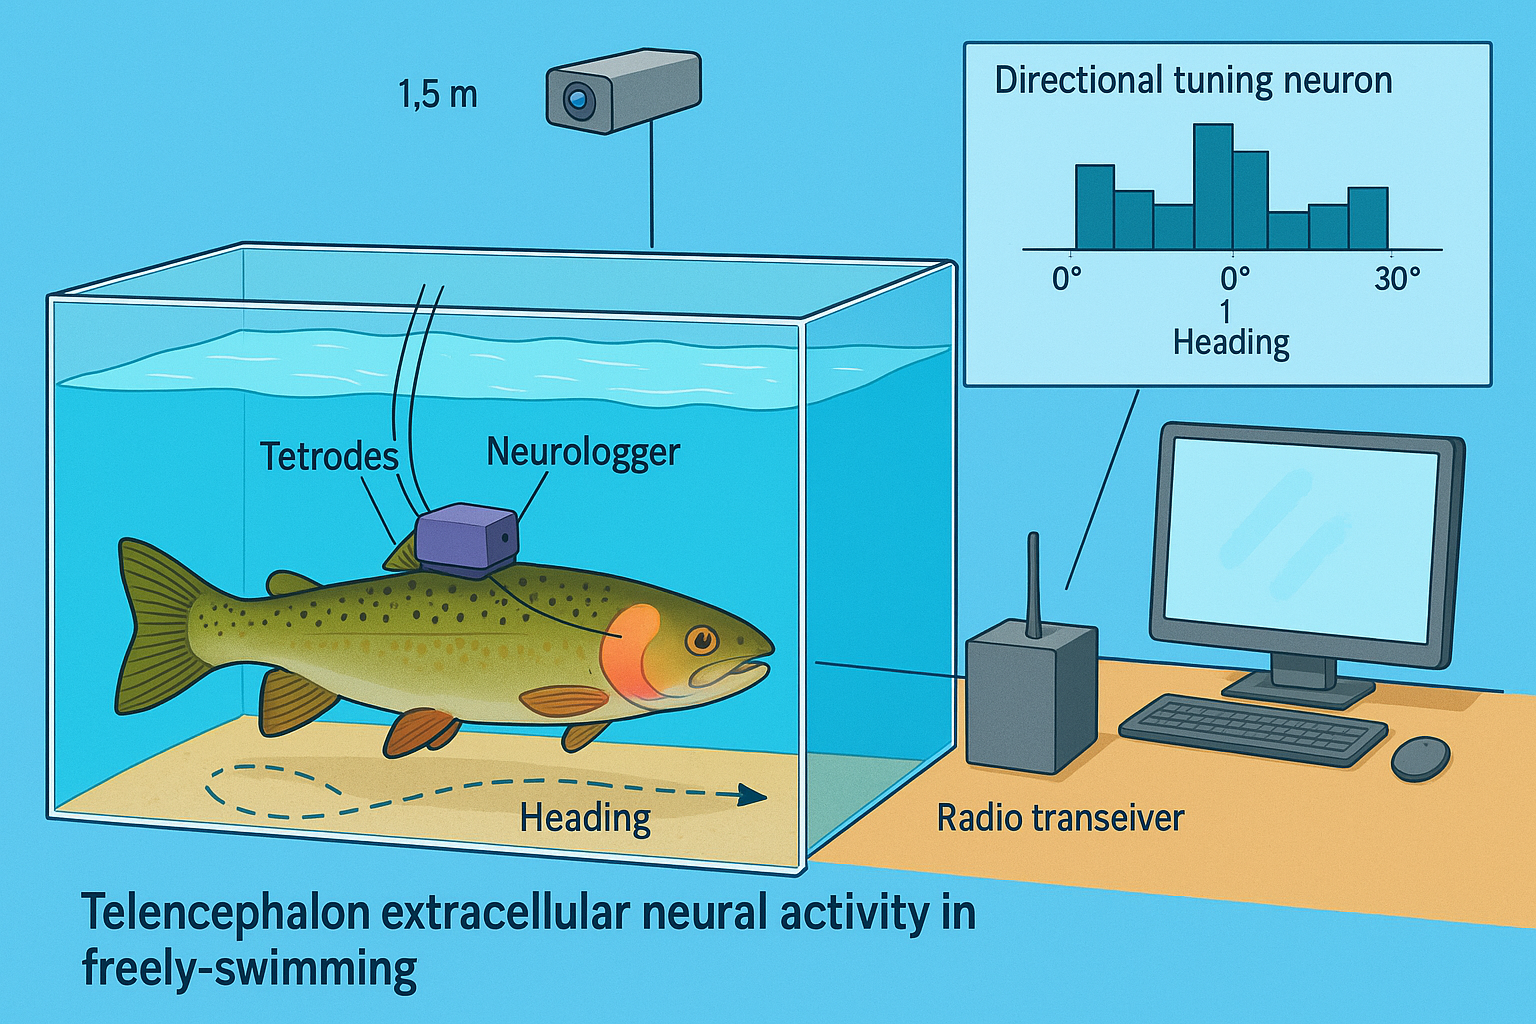 1,5 m
Directional tuning neuron
0° 0° 30°
1
Heading
Tetrodes
Neurologger
Heading
Radio transeiver
Telencephalon extracellular neural activity in
freely-swimming